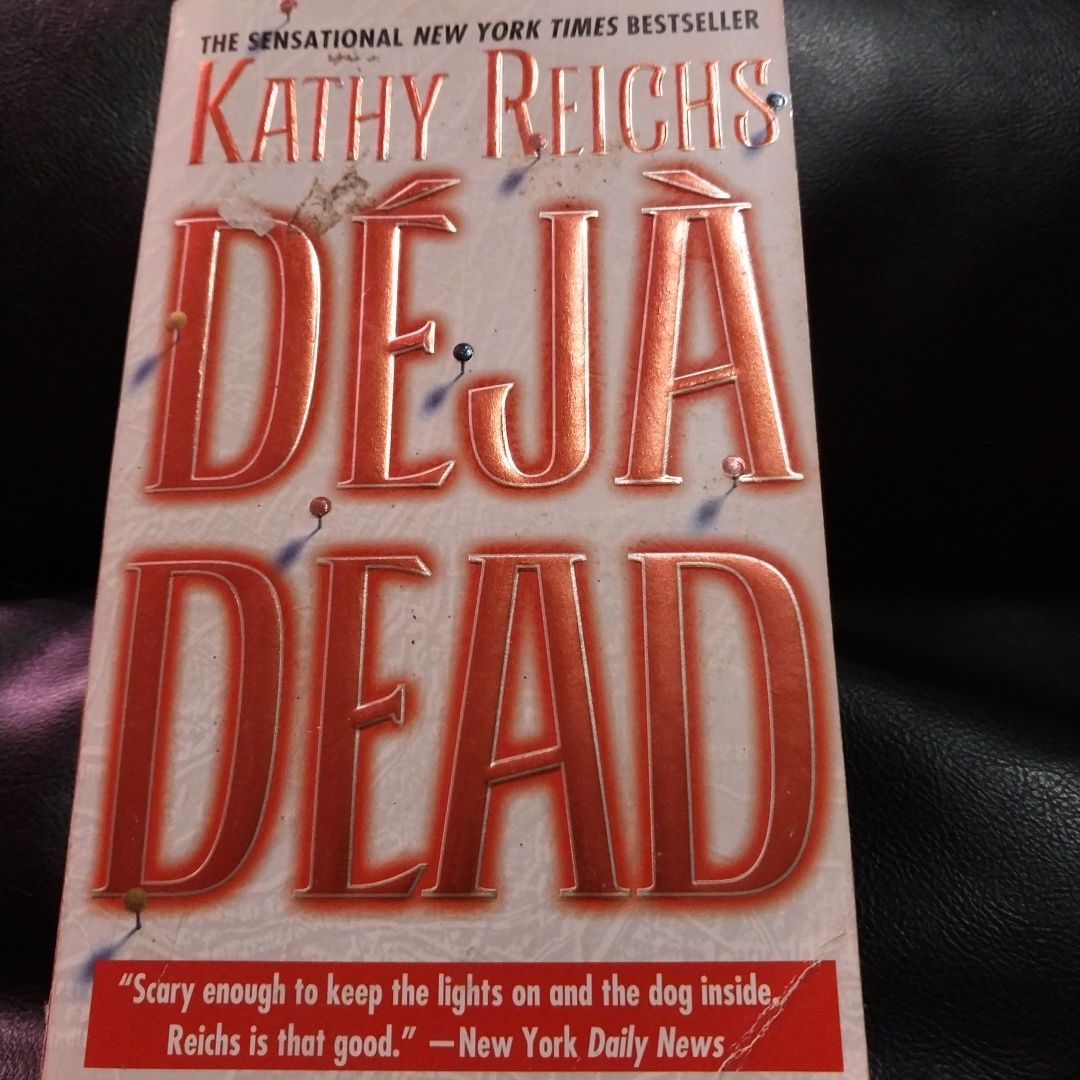 THE SENSATIONAL NEW YORK TIMES BESTSELLER
KATHY REICHS
DÉJÀ
DEAD
"Scary enough to keep the lights on and the dog inside.
Reichs is that good." —New York Daily News